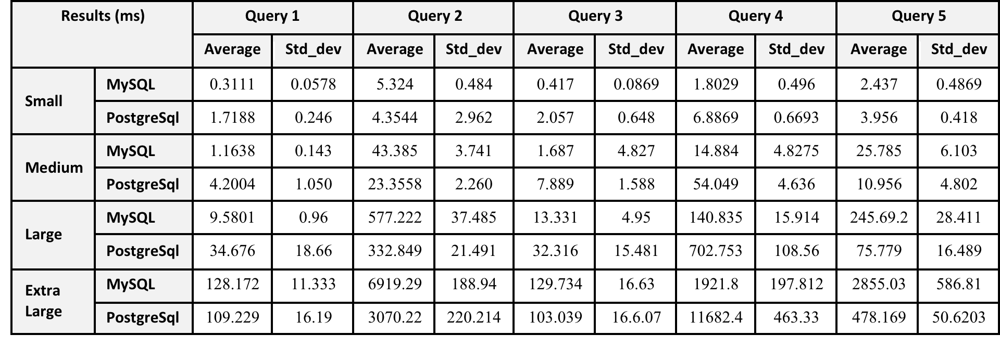 Results (ms) Query 1 Query 2 Query 3 Query 4 Query 5
Average Std_dev Average Std_dev Average Std_dev Average Std_dev Average Std_dev
Small MySQL 0.3111 0.0578 5.324 0.484 0.417 0.0869 1.8029 0.496 2.437 0.4869
PostgreSql 1.7188 0.246 4.3544 2.962 2.057 0.648 6.8869 0.6693 3.956 0.418
Medium MySQL 1.1638 0.143 43.385 3.741 1.687 4.827 14.884 4.8275 25.785 6.103
PostgreSql 4.2004 1.050 23.3558 2.260 7.889 1.588 54.049 4.636 10.956 4.802
Large MySQL 9.5801 0.96 577.222 37.485 13.331 4.95 140.835 15.914 245.69.2 28.411
PostgreSql 34.676 18.66 332.849 21.491 32.316 15.481 702.753 108.56 75.779 16.489
Extra Large MySQL 128.172 11.333 6919.29 188.94 129.734 16.63 1921.8 197.812 2855.03 586.81
PostgreSql 109.229 16.19 3070.22 220.214 103.039 16.6.07 11682.4 463.33 478.169 50.6203